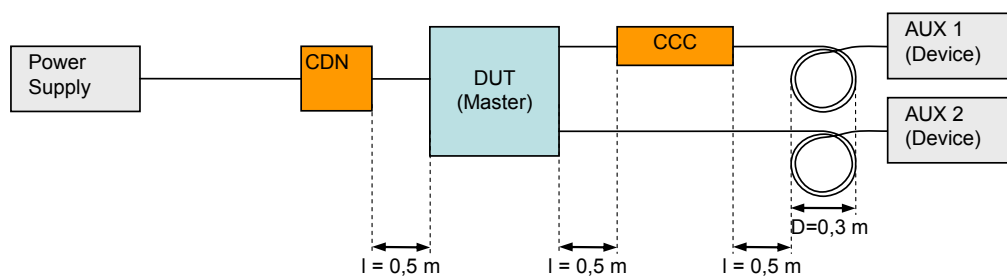 Power
Supply
CDN
DUT
(Master)
CCC
AUX 1
(Device)
AUX 2
(Device)
D=0,3 m
l = 0,5 m
l = 0,5 m
l = 0,5 m